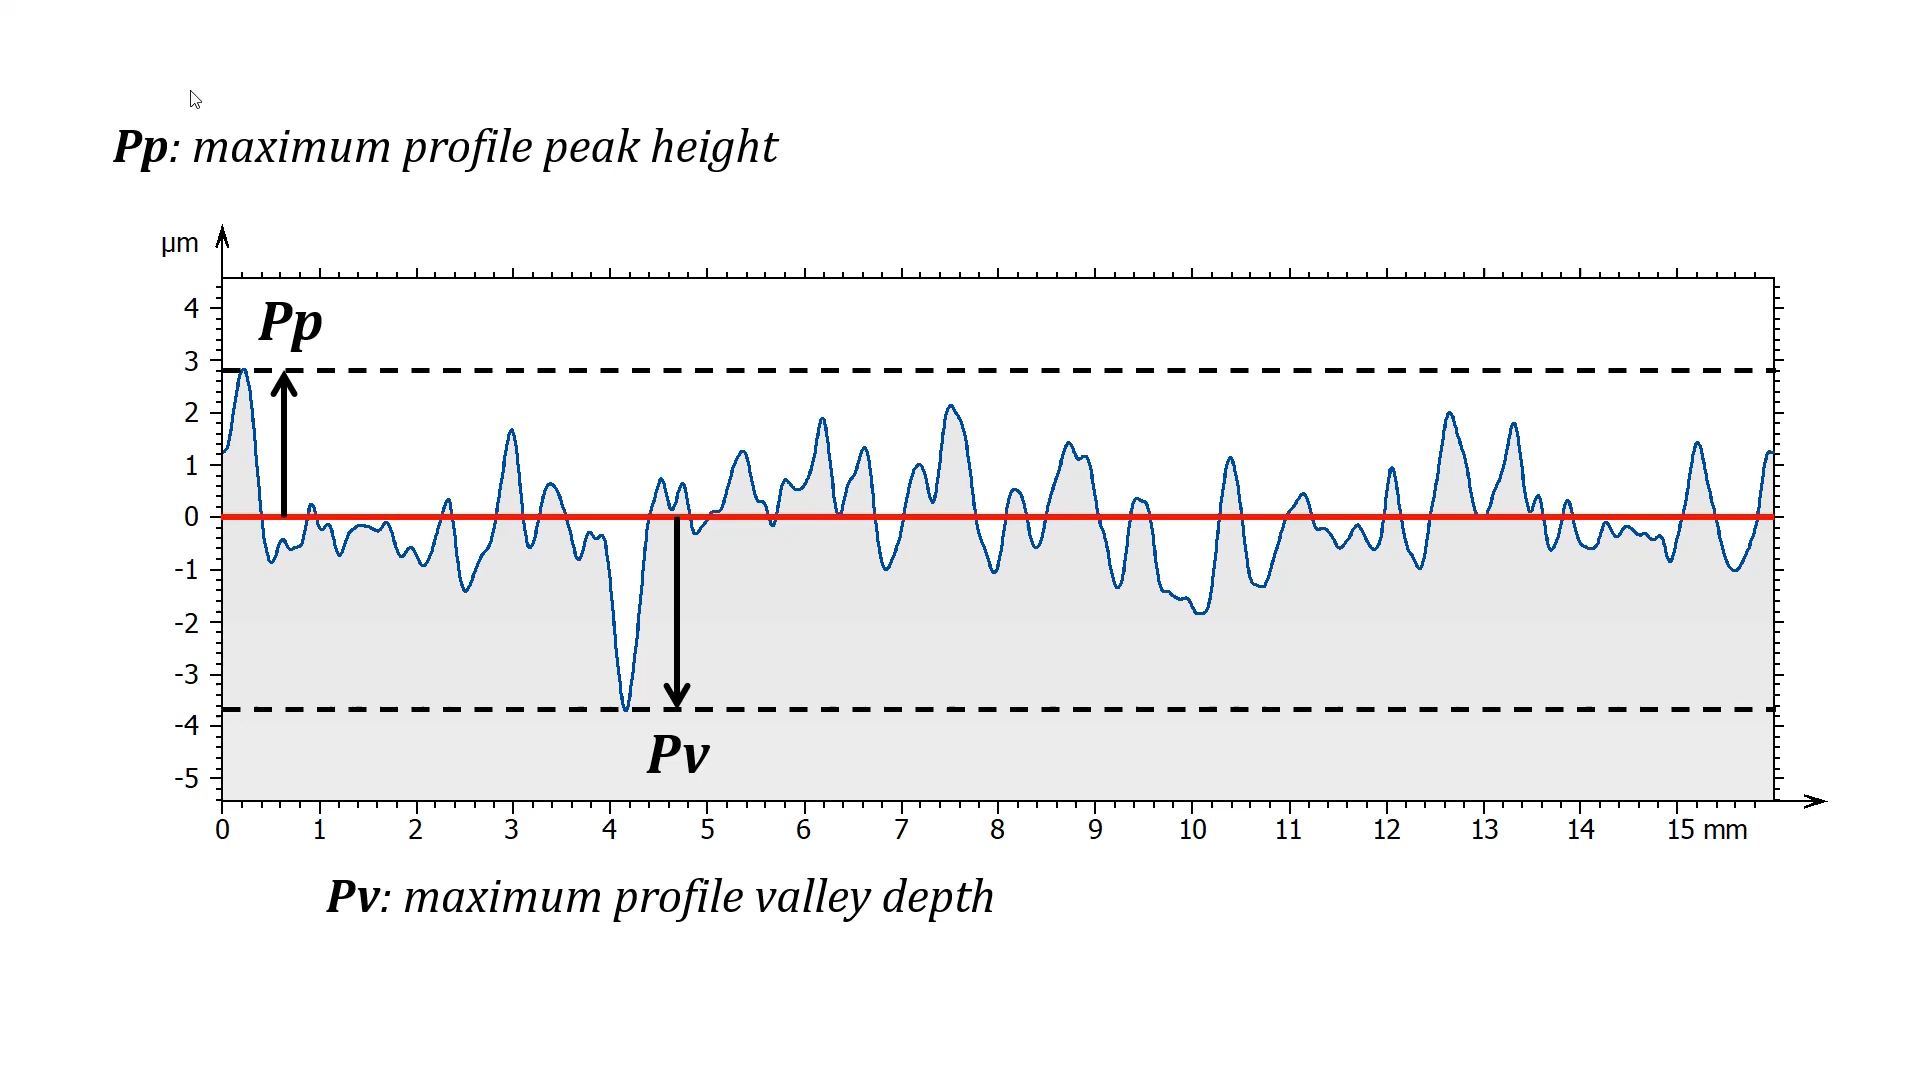 Pp: maximum profile peak height
µm
Pp
4
3
2
1
0
-1
-2
-3
-4
-5
Pv
0 1 2 3 4 5 6 7 8 9 10 11 12 13 14 15 mm
Pv: maximum profile valley depth